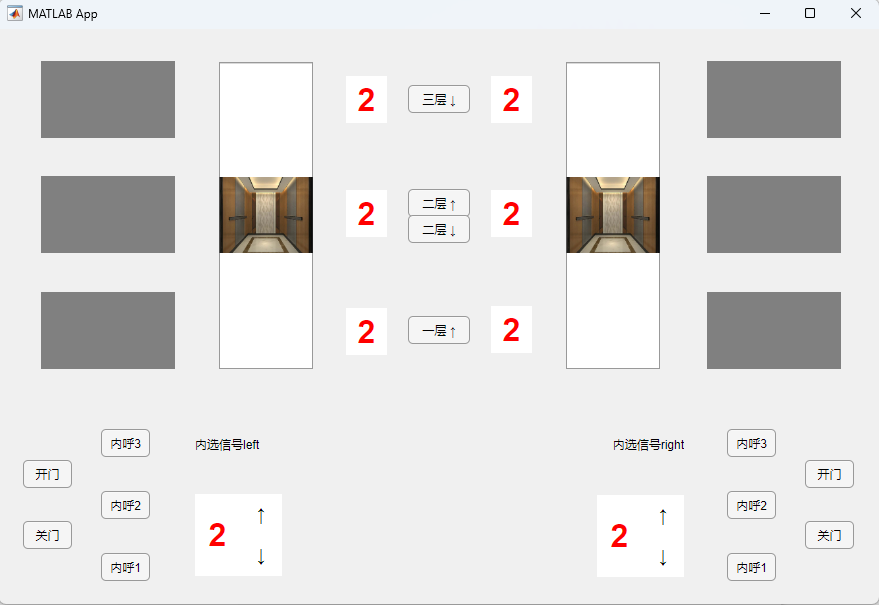 MATLAB App
2 三层↓ 2
二层↑
2 2
二层↓
2 一层↑ 2
内呼3 内选信号left 内选信号right 内呼3
开门 开门
内呼2 内呼2
↑ ↑
关门 2 2 关门
↓ ↓
内呼1 内呼1